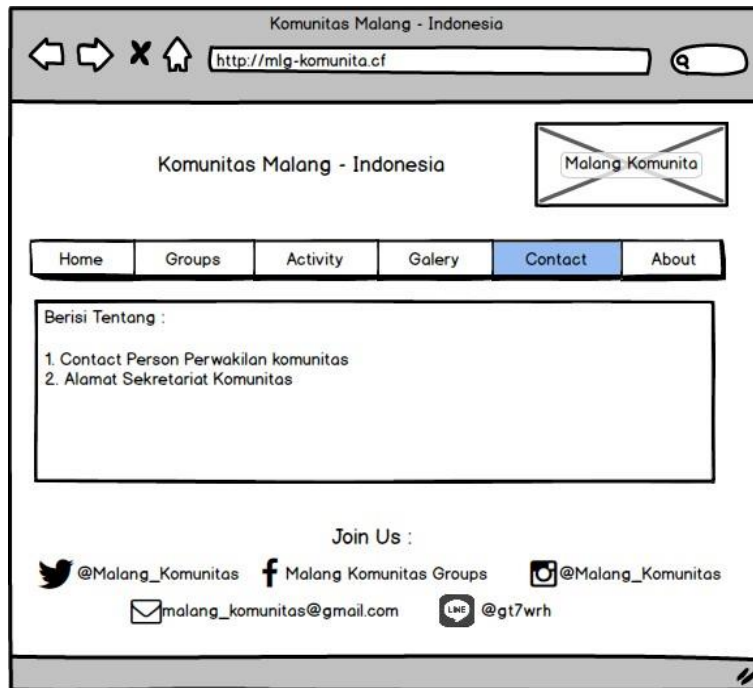 Komunitas Malang - Indonesia
http://mlg-komunita.cf
Komunitas Malang - Indonesia
Malang Komunita
Home Groups Activity Galery Contact About
Berisi Tentang :
1. Contact Person Perwakilan komunitas
2. Alamat Sekretariat Komunitas
Join Us :
@Malang_Komunitas Malang Komunitas Groups @Malang_Komunitas
malang_komunitas@gmail.com LINE @gt7wrh